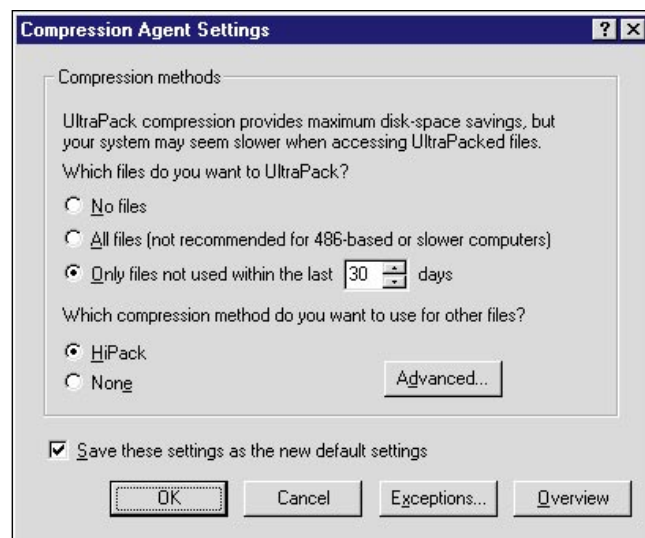 Compression Agent Settings
Compression methods
UltraPack compression provides maximum disk-space savings, but
your system may seem slower when accessing UltraPacked files.
Which files do you want to UltraPack?
No files
All files (not recommended for 486-based or slower computers)
Only files not used within the last 30 days
Which compression method do you want to use for other files?
HiPack
None
Advanced...
Save these settings as the new default settings
OK Cancel Exceptions... Overview